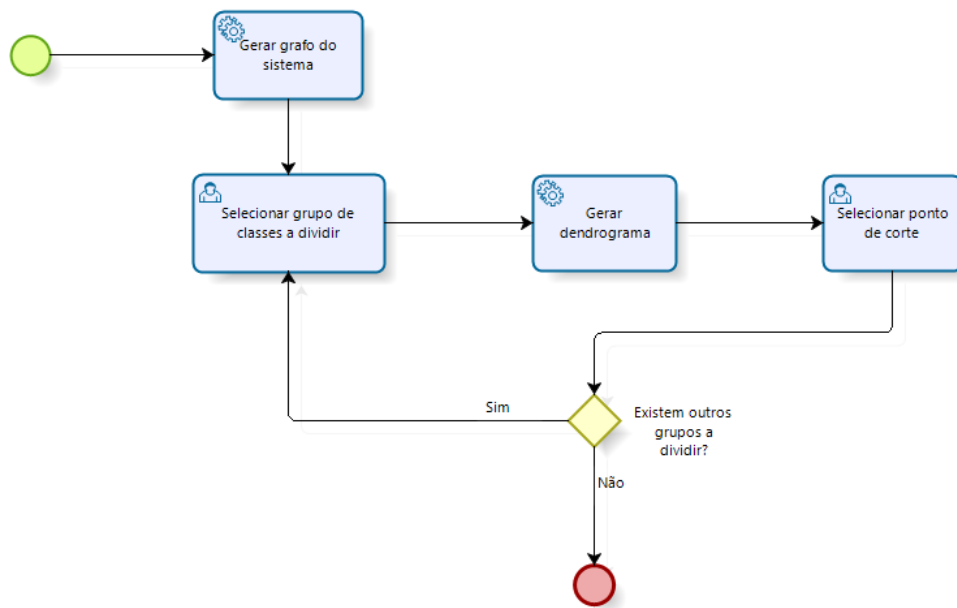 Gerar grafo do
sistema
Selecionar grupo de
classes a dividir
Gerar
dendrograma
Selecionar ponto
de corte
Sim
Existem outros
grupos a
dividir?
Não